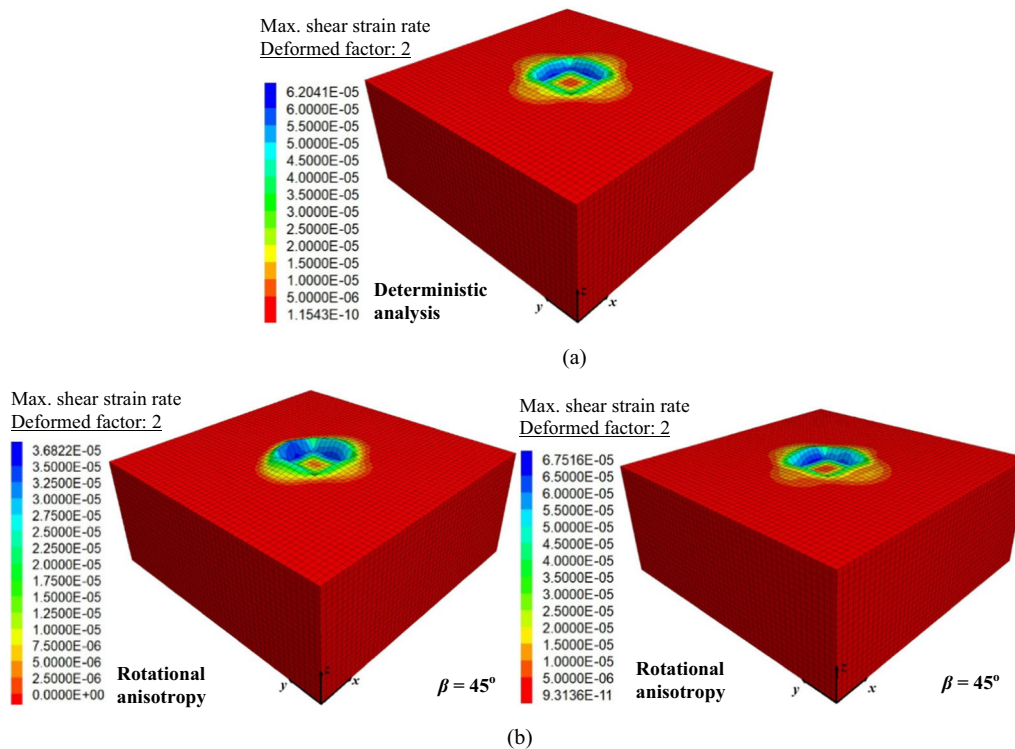 Max. shear strain rate
Deformed factor: 2
6.2041E-05
6.0000E-05
5.5000E-05
5.0000E-05
4.5000E-05
4.0000E-05
3.5000E-05
3.0000E-05
2.5000E-05
2.0000E-05
1.5000E-05
1.0000E-05
5.0000E-06
1.1543E-10
Deterministic
analysis
z
y
x
(a)
Max. shear strain rate
Deformed factor: 2
3.6822E-05
3.5000E-05
3.2500E-05
3.0000E-05
2.7500E-05
2.5000E-05
2.2500E-05
2.0000E-05
1.7500E-05
1.5000E-05
1.2500E-05
1.0000E-05
7.5000E-06
5.0000E-06
2.5000E-06
0.0000E+00
Rotational
anisotropy
z
y
x
β = 45º
Max. shear strain rate
Deformed factor: 2
6.7516E-05
6.5000E-05
6.0000E-05
5.5000E-05
5.0000E-05
4.5000E-05
4.0000E-05
3.5000E-05
3.0000E-05
2.5000E-05
2.0000E-05
1.5000E-05
1.0000E-05
5.0000E-06
9.3136E-11
Rotational
anisotropy
z
y
x
β = 45º
(b)